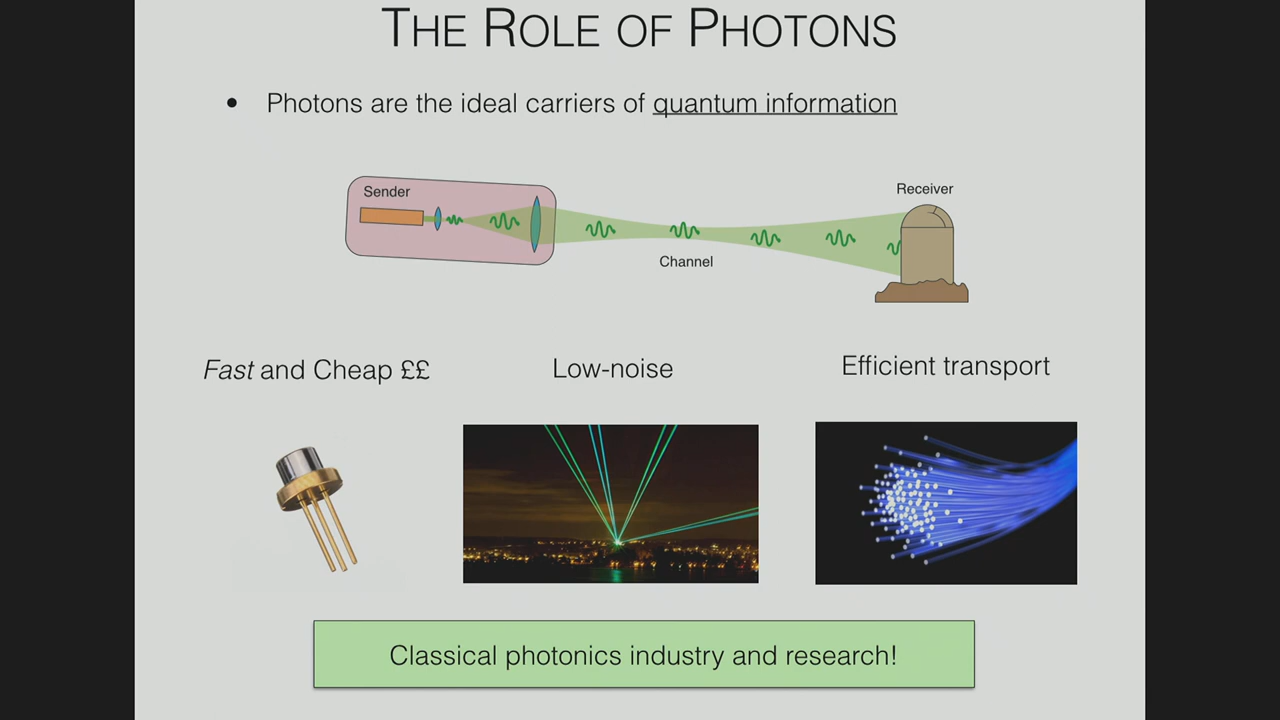 THE ROLE OF PHOTONS
• Photons are the ideal carriers of quantum information
Sender
Receiver
Channel
Fast and Cheap ££
Low-noise
Efficient transport
Classical photonics industry and research!